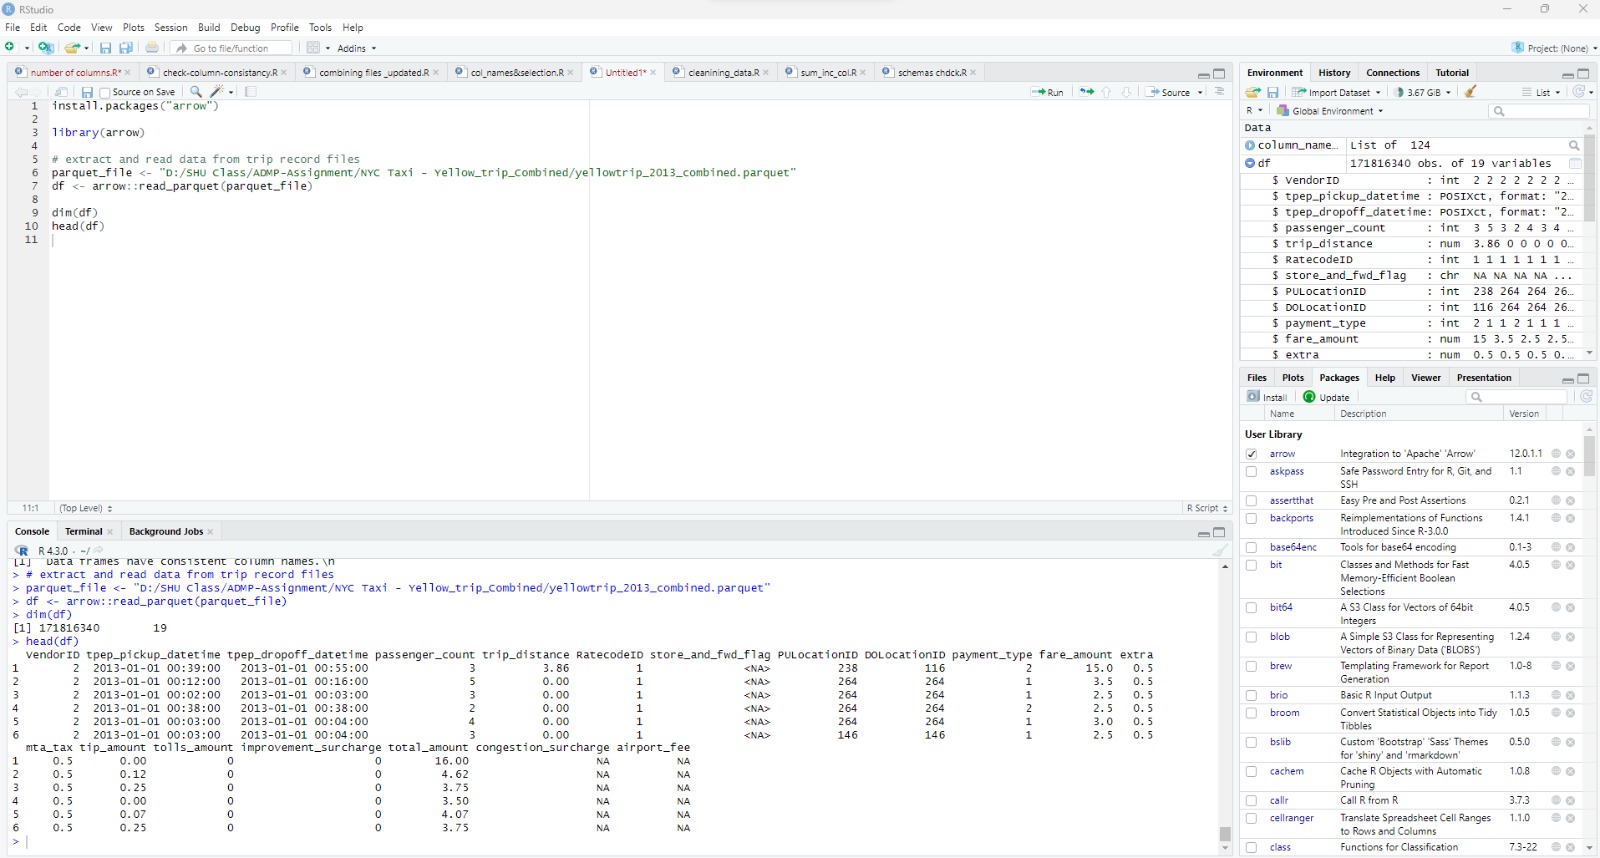 RStudio
File Edit Code View Plots Session Build Debug Profile Tools Help
Go to file/function Addins Project: (None)
number of columns.R* check-column-consistancy.R combining files _updated.R col_names&selection.R Untitled1* cleanining_data.R sum_inc_col.R schemas chdck.R
Source on Save Run Source
1 install.packages("arrow")
2
3 library(arrow)
4
5 # extract and read data from trip record files
6 parquet_file <- "D:/SHU Class/ADMP-Assignment/NYC Taxi - Yellow_trip_Combined/yellowtrip_2013_combined.parquet"
7 df <- arrow::read_parquet(parquet_file)
8
9 dim(df)
10 head(df)
11
11:1 (Top Level) R Script
Console Terminal Background Jobs
R 4.3.0 · ~/
[1] "Data frames have consistent column names.\n
> # extract and read data from trip record files
> parquet_file <- "D:/SHU Class/ADMP-Assignment/NYC Taxi - Yellow_trip_Combined/yellowtrip_2013_combined.parquet"
> df <- arrow::read_parquet(parquet_file)
> dim(df)
[1] 171816340 19
> head(df)
VendorID tpep_pickup_datetime tpep_dropoff_datetime passenger_count trip_distance RatecodeID store_and_fwd_flag PULocationID DOLocationID payment_type fare_amount extra
1 2 2013-01-01 00:39:00 2013-01-01 00:55:00 3 3.86 1 <NA> 238 116 2 15.0 0.5
2 2 2013-01-01 00:12:00 2013-01-01 00:16:00 5 0.00 1 <NA> 264 264 1 3.5 0.5
3 2 2013-01-01 00:02:00 2013-01-01 00:03:00 3 0.00 1 <NA> 264 264 1 2.5 0.5
4 2 2013-01-01 00:38:00 2013-01-01 00:38:00 2 0.00 1 <NA> 264 264 2 2.5 0.5
5 2 2013-01-01 00:03:00 2013-01-01 00:04:00 4 0.00 1 <NA> 264 264 1 3.0 0.5
6 2 2013-01-01 00:03:00 2013-01-01 00:04:00 3 0.00 1 <NA> 146 146 1 2.5 0.5
mta_tax tip_amount tolls_amount improvement_surcharge total_amount congestion_surcharge airport_fee
1 0.5 0.00 0 0 16.00 NA NA
2 0.5 0.12 0 0 4.62 NA NA
3 0.5 0.25 0 0 3.75 NA NA
4 0.5 0.00 0 0 3.50 NA NA
5 0.5 0.07 0 0 4.07 NA NA
6 0.5 0.25 0 0 3.75 NA NA
>
Environment History Connections Tutorial
Import Dataset 3.67 GiB List
R Global Environment
Data
column_name… List of 124
df 171816340 obs. of 19 variables
$ VendorID : int 2 2 2 2 2 2 2 …
$ tpep_pickup_datetime : POSIXct, format: "2…
$ tpep_dropoff_datetime: POSIXct, format: "2…
$ passenger_count : int 3 5 3 2 4 3 4 …
$ trip_distance : num 3.86 0 0 0 0 0…
$ RatecodeID : int 1 1 1 1 1 1 1 …
$ store_and_fwd_flag : chr NA NA NA NA ...
$ PULocationID : int 238 264 264 26…
$ DOLocationID : int 116 264 264 26…
$ payment_type : int 2 1 1 2 1 1 1 …
$ fare_amount : num 15 3.5 2.5 2.5…
$ extra : num 0.5 0.5 0.5 0.…
Files Plots Packages Help Viewer Presentation
Install Update
Name Description Version
User Library
arrow Integration to 'Apache' 'Arrow' 12.0.1.1
askpass Safe Password Entry for R, Git, and 1.1
SSH
assertthat Easy Pre and Post Assertions 0.2.1
backports Reimplementations of Functions 1.4.1
Introduced Since R-3.0.0
base64enc Tools for base64 encoding 0.1-3
bit Classes and Methods for Fast 4.0.5
Memory-Efficient Boolean
Selections
bit64 A S3 Class for Vectors of 64bit 4.0.5
Integers
blob A Simple S3 Class for Representing 1.2.4
Vectors of Binary Data ('BLOBS')
brew Templating Framework for Report 1.0-8
Generation
brio Basic R Input Output 1.1.3
broom Convert Statistical Objects into Tidy 1.0.5
Tibbles
bslib Custom 'Bootstrap' 'Sass' Themes 0.5.0
for 'shiny' and 'rmarkdown'
cachem Cache R Objects with Automatic 1.0.8
Pruning
callr Call R from R 3.7.3
cellranger Translate Spreadsheet Cell Ranges 1.1.0
to Rows and Columns
class Functions for Classification 7.3-22